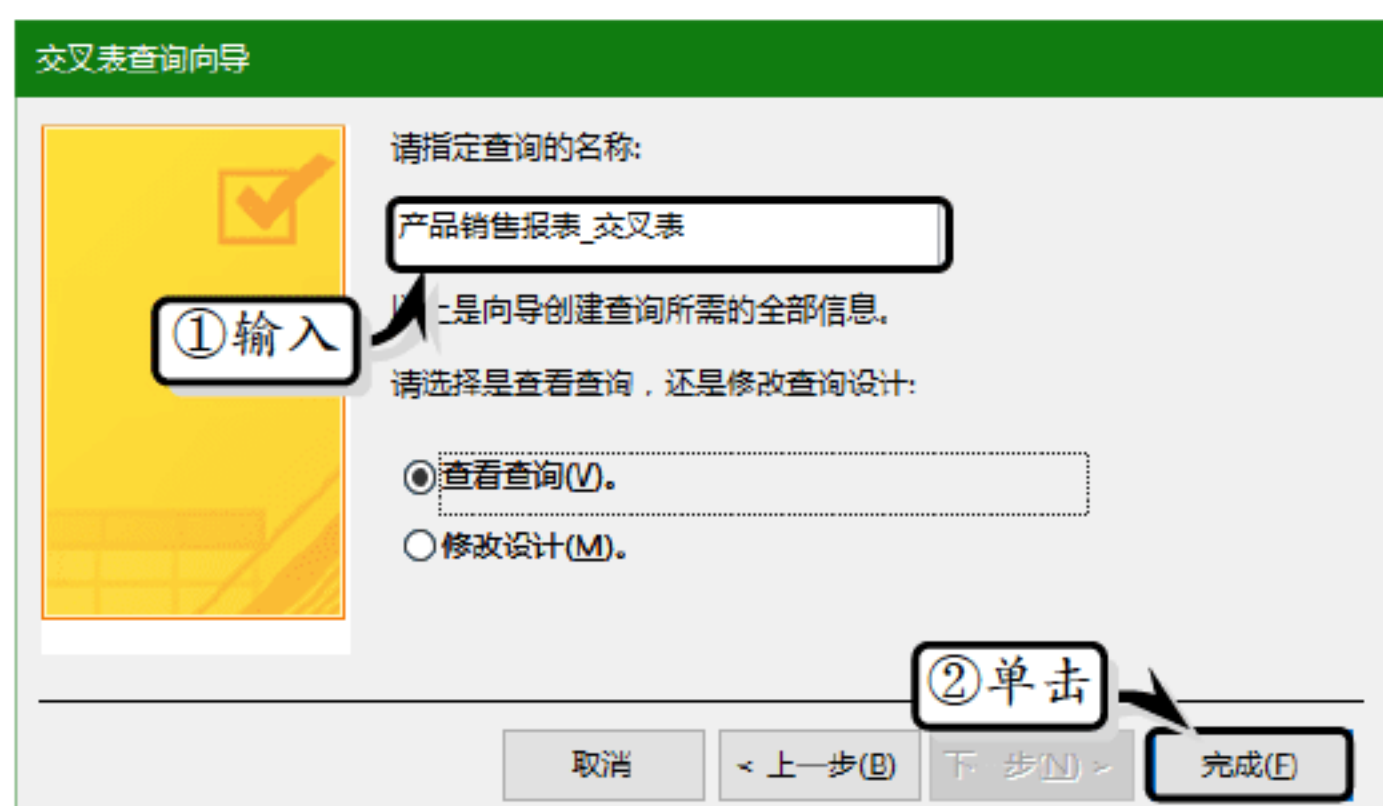 交叉表查询向导
请指定查询的名称:
产品销售报表_交叉表
①输入
上是向导创建查询所需的全部信息。
请选择是查看查询，还是修改查询设计:
查看查询(V)。
修改设计(M)。
②单击
取消
< 上一步(B)
下一步(N) >
完成(F)